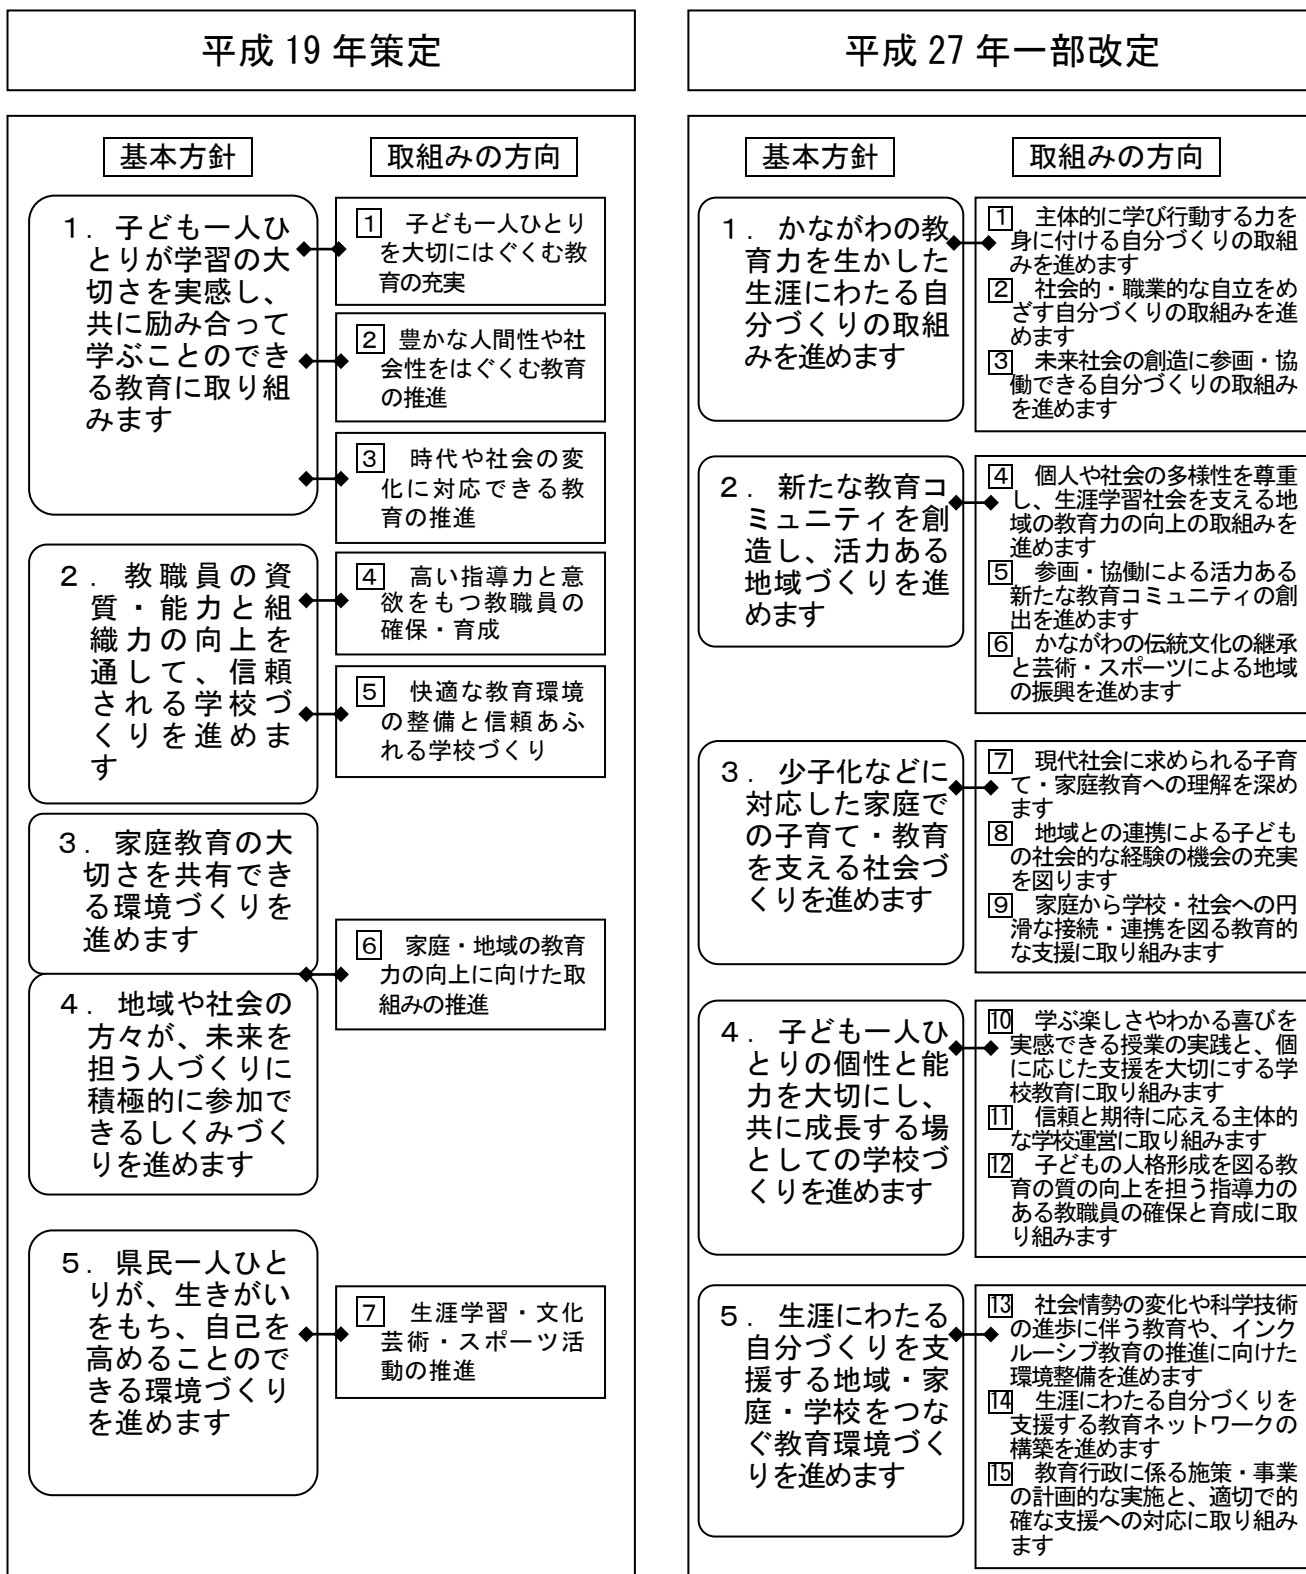 平成 19 年策定
基本方針
取組みの方向
１．子ども一人ひ
とりが学習の大
切さを実感し、
共に励み合って
学ぶことのでき
る教育に取り組
みます
1 子ども一人ひとり
を大切にはぐくむ教
育の充実
2 豊かな人間性や社
会性をはぐくむ教育
の推進
3 時代や社会の変
化に対応できる教
育の推進
２．教職員の資
質・能力と組
織力の向上を
通して、信頼
される学校づ
くりを進めま
す
4 高い指導力と意
欲をもつ教職員の
確保・育成
5 快適な教育環境
の整備と信頼あふ
れる学校づくり
３．家庭教育の大
切さを共有でき
る環境づくりを
進めます
４．地域や社会の
方々が、未来を
担う人づくりに
積極的に参加で
きるしくみづく
りを進めます
6 家庭・地域の教育
力の向上に向けた取
組みの推進
５．県民一人ひと
りが、生きがい
をもち、自己を
高めることので
きる環境づくり
を進めます
7 生涯学習・文化
芸術・スポーツ活
動の推進
平成 27 年一部改定
基本方針
取組みの方向
１．かながわの教
育力を生かした
生涯にわたる自
分づくりの取組
みを進めます
1 主体的に学び行動する力を
身に付ける自分づくりの取組
みを進めます
2 社会的・職業的な自立をめ
ざす自分づくりの取組みを進
めます
3 未来社会の創造に参画・協
働できる自分づくりの取組み
を進めます
２．新たな教育コ
ミュニティを創
造し、活力ある
地域づくりを進
めます
4 個人や社会の多様性を尊重
し、生涯学習社会を支える地
域の教育力の向上の取組みを
進めます
5 参画・協働による活力ある
新たな教育コミュニティの創
出を進めます
6 かながわの伝統文化の継承
と芸術・スポーツによる地域
の振興を進めます
３．少子化などに
対応した家庭で
の子育て・教育
を支える社会づ
くりを進めます
7 現代社会に求められる子育
て・家庭教育への理解を深め
ます
8 地域との連携による子ども
の社会的な経験の機会の充実
を図ります
9 家庭から学校・社会への円
滑な接続・連携を図る教育的
な支援に取り組みます
４．子ども一人ひ
とりの個性と能
力を大切にし、
共に成長する場
としての学校づ
くりを進めます
10 学ぶ楽しさやわかる喜びを
実感できる授業の実践と、個
に応じた支援を大切にする学
校教育に取り組みます
11 信頼と期待に応える主体的
な学校運営に取り組みます
12 子どもの人格形成を図る教
育の質の向上を担う指導力の
ある教職員の確保と育成に取
り組みます
５．生涯にわたる
自分づくりを支
援する地域・家
庭・学校をつな
ぐ教育環境づく
りを進めます
13 社会情勢の変化や科学技術
の進歩に伴う教育や、インク
ルーシブ教育の推進に向けた
環境整備を進めます
14 生涯にわたる自分づくりを
支援する教育ネットワークの
構築を進めます
15 教育行政に係る施策・事業
の計画的な実施と、適切で的
確な支援への対応に取り組み
ます